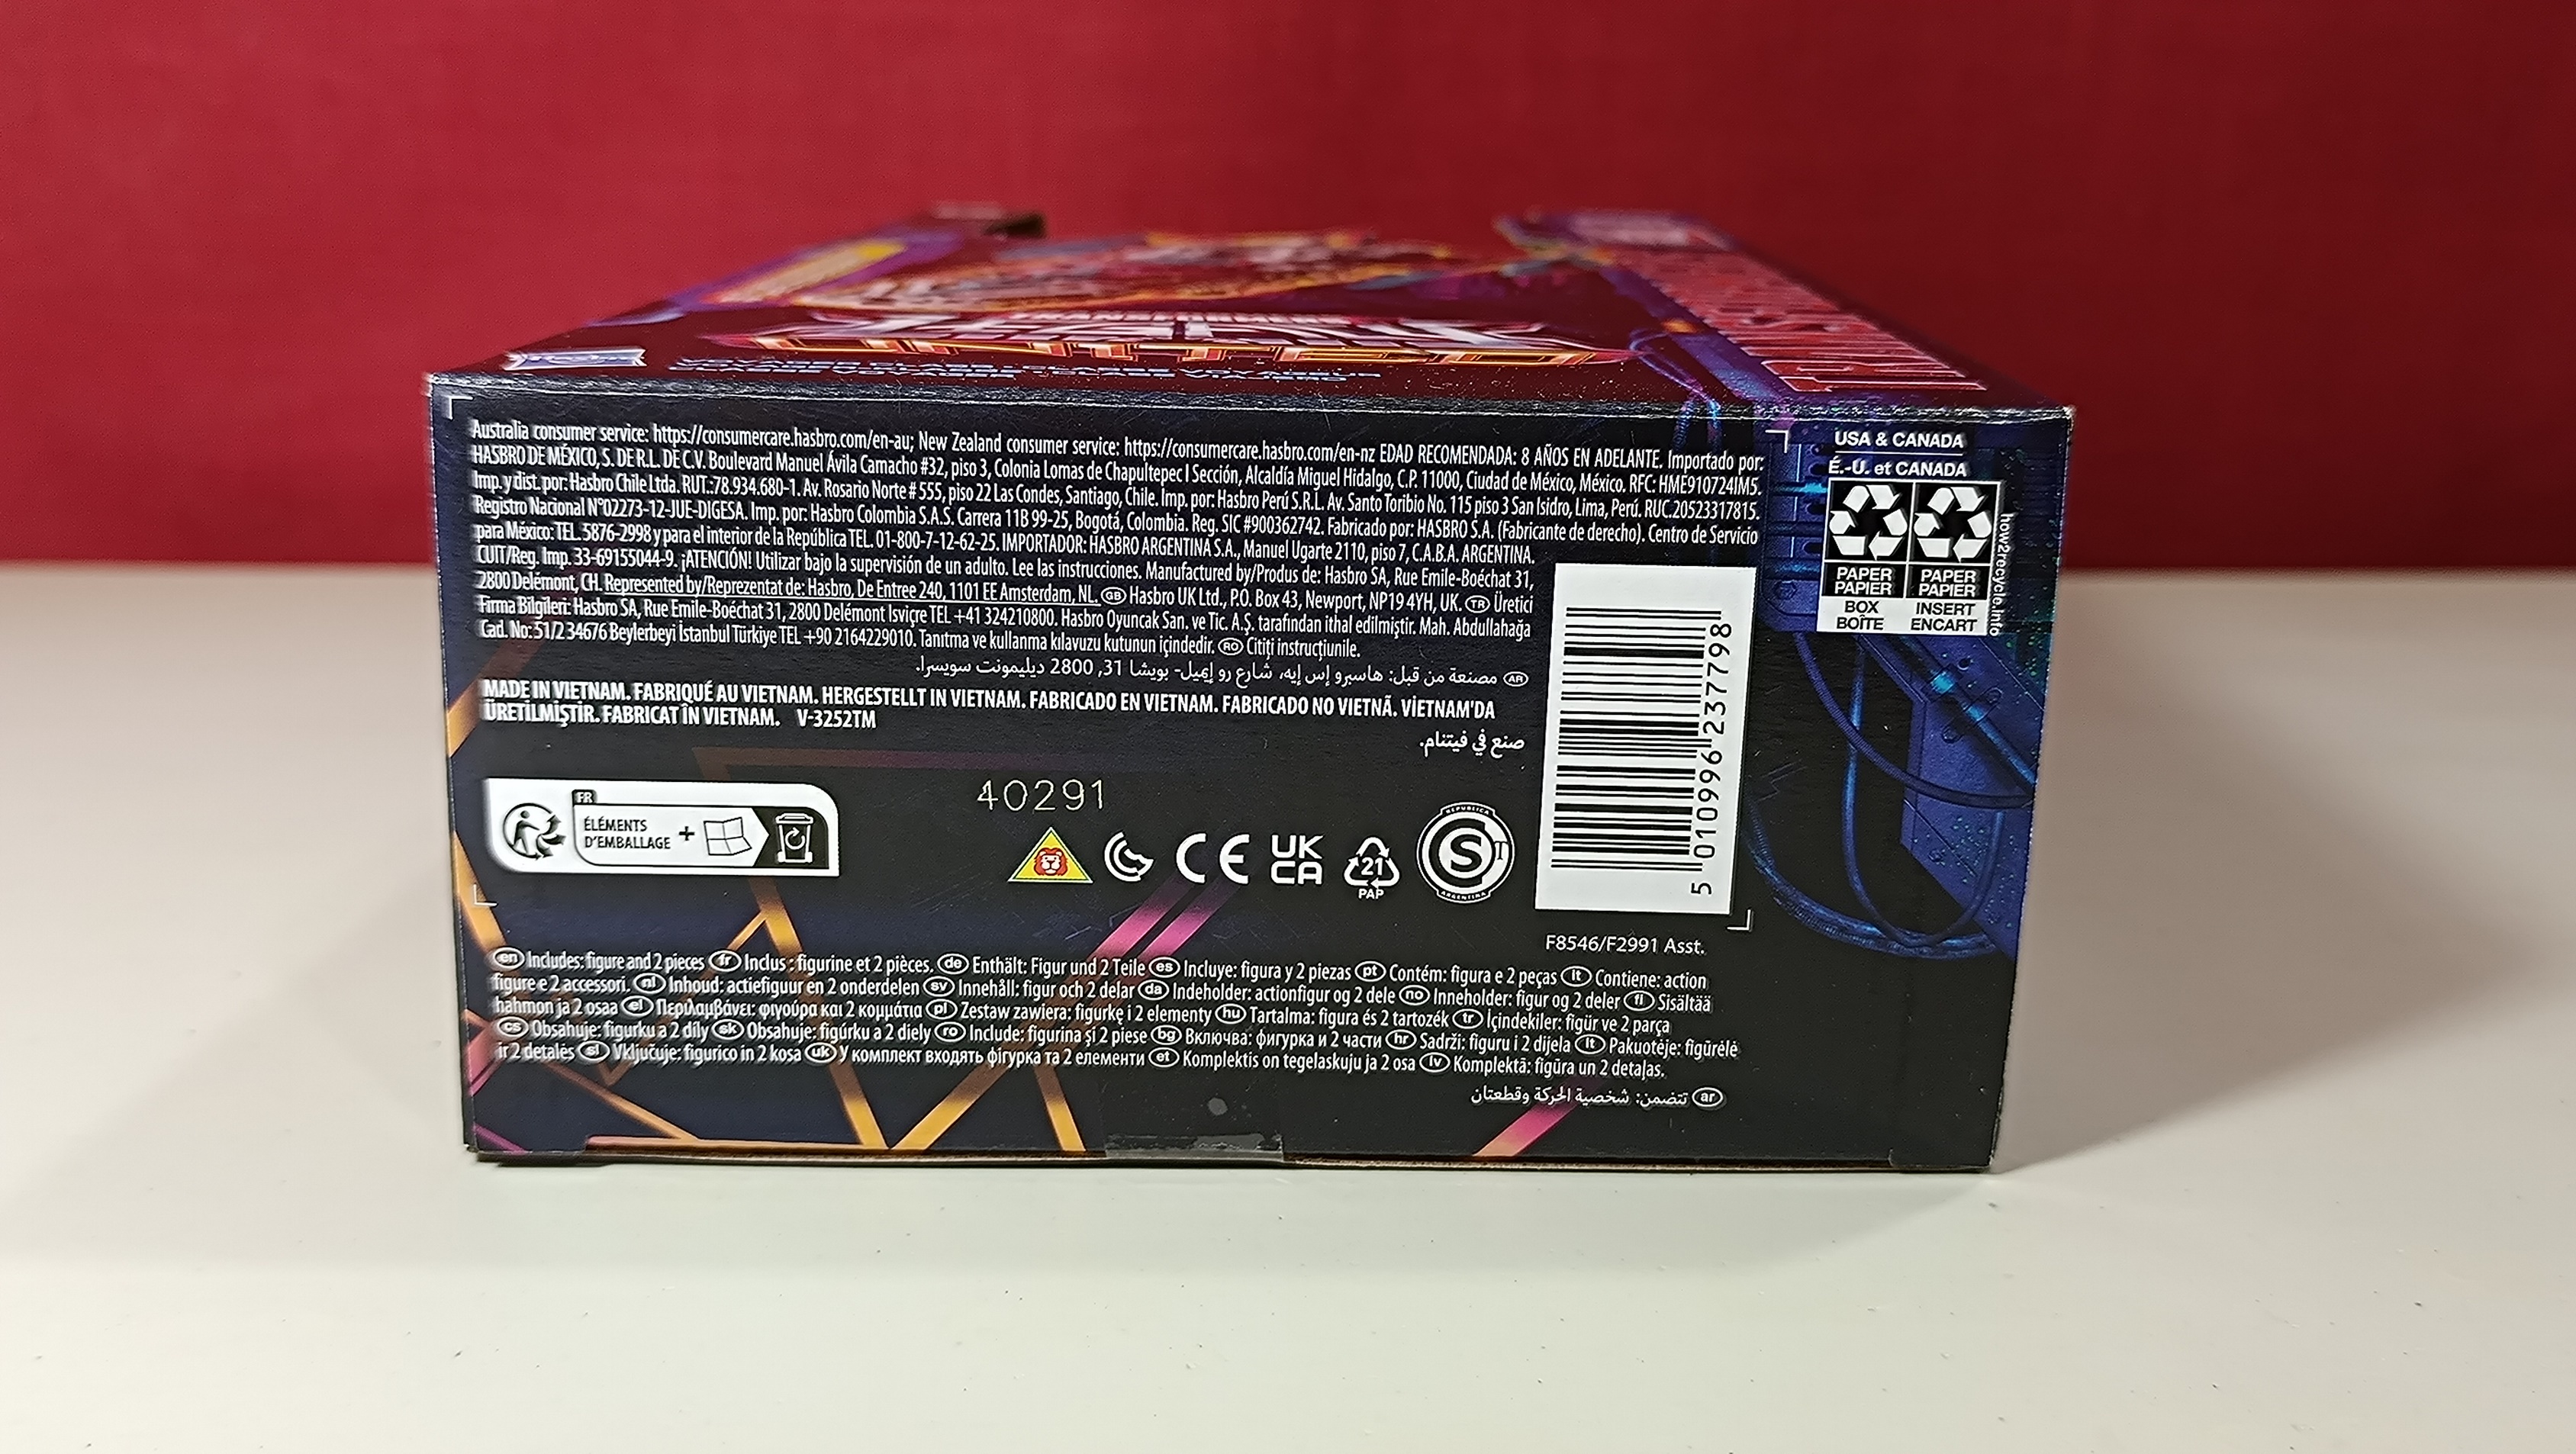 Australia consumer service: https://consumercare.hasbro.com/en-au; New Zealand consumer service: https://consumercare.hasbro.com/en-nz EDAD RECOMENDADA: 8 AÑOS EN ADELANTE. Importado por:
HASBRO DE MÉXICO, S. DE R.L. DE C.V. Boulevard Manuel Ávila Camacho #32, piso 3, Colonia Lomas de Chapultepec I Sección, Alcaldía Miguel Hidalgo, C.P. 11000, Ciudad de México, México. RFC: HME910724IM5.
Imp. y dist. por: Hasbro Chile Ltda. RUT.:78.934.680-1. Av. Rosario Norte # 555, piso 22 Las Condes, Santiago, Chile. Imp. por: Hasbro Perú S.R.L. Av. Santo Toribio No. 115 piso 3 San Isidro, Lima, Perú. RUC.20523317815.
Registro Nacional N°02273-12-JUE-DIGESA. Imp. por: Hasbro Colombia S.A.S. Carrera 11B 99-25, Bogotá, Colombia. Reg. SIC #900362742. Fabricado por: HASBRO S.A. (Fabricante de derecho). Centro de Servicio
para México: TEL. 5876-2998 y para el interior de la República TEL. 01-800-7-12-62-25. IMPORTADOR: HASBRO ARGENTINA S.A., Manuel Ugarte 2110, piso 7, C.A.B.A. ARGENTINA.
CUIT/Reg. Imp. 33-69155044-9. ¡ATENCIÓN! Utilizar bajo la supervisión de un adulto. Lee las instrucciones. Manufactured by/Produs de: Hasbro SA, Rue Emile-Boéchat 31,
2800 Delémont, CH. Represented by/Reprezentat de: Hasbro, De Entree 240, 1101 EE Amsterdam, NL. GB Hasbro UK Ltd., P.O. Box 43, Newport, NP19 4YH, UK. TR Üretici
Firma Bilgileri: Hasbro SA, Rue Emile-Boéchat 31, 2800 Delémont İsviçre TEL +41 324210800. Hasbro Oyuncak San. ve Tic. A.Ş. tarafından ithal edilmiştir. Mah. Abdullahağa
Cad. No: 51/2 34676 Beylerbeyi İstanbul Türkiye TEL +90 2164229010. Tanıtma ve kullanma kılavuzu kutunun içindedir. RO Citiți instrucțiunile.
AR مصنعة من قبل: هاسبرو إس إيه، شارع رو إميل- بويشا 31, 2800 ديليمونت سويسرا.
MADE IN VIETNAM. FABRIQUÉ AU VIETNAM. HERGESTELLT IN VIETNAM. FABRICADO EN VIETNAM. FABRICADO NO VIETNÃ. VİETNAM'DA
ÜRETİLMİŞTİR. FABRICAT ÎN VIETNAM. V-3252TM
صنع في فيتنام.
FR
ÉLÉMENTS
D'EMBALLAGE +
40291
CE
UK
CA
21
PAP
REPUBLICA
S
ARGENTINA
5 010996 237798
F8546/F2991 Asst.
USA & CANADA
É.-U. et CANADA
PAPER
PAPIER
BOX
BOÎTE
PAPER
PAPIER
INSERT
ENCART
how2recycle.info
en Includes: figure and 2 pieces fr Inclus : figurine et 2 pièces. de Enthält: Figur und 2 Teile es Incluye: figura y 2 piezas pt Contém: figura e 2 peças it Contiene: action
figure e 2 accessori. nl Inhoud: actiefiguur en 2 onderdelen sv Innehåll: figur och 2 delar da Indeholder: actionfigur og 2 dele no Inneholder: figur og 2 deler fi Sisältää
hahmon ja 2 osaa el Περιλαμβάνει: φιγούρα και 2 κομμάτια pl Zestaw zawiera: figurkę i 2 elementy hu Tartalma: figura és 2 tartozék tr İçindekiler: figür ve 2 parça
cs Obsahuje: figurku a 2 díly sk Obsahuje: figúrku a 2 diely ro Include: figurina și 2 piese bg Включва: фигурка и 2 части hr Sadrži: figuru i 2 dijela lt Pakuotėje: figūrėlė
ir 2 detalės sl Vključuje: figurico in 2 kosa uk У комплект входять фігурка та 2 елементи et Komplektis on tegelaskuju ja 2 osa lv Komplektā: figūra un 2 detaļas.
ar تتضمن: شخصية الحركة وقطعتان